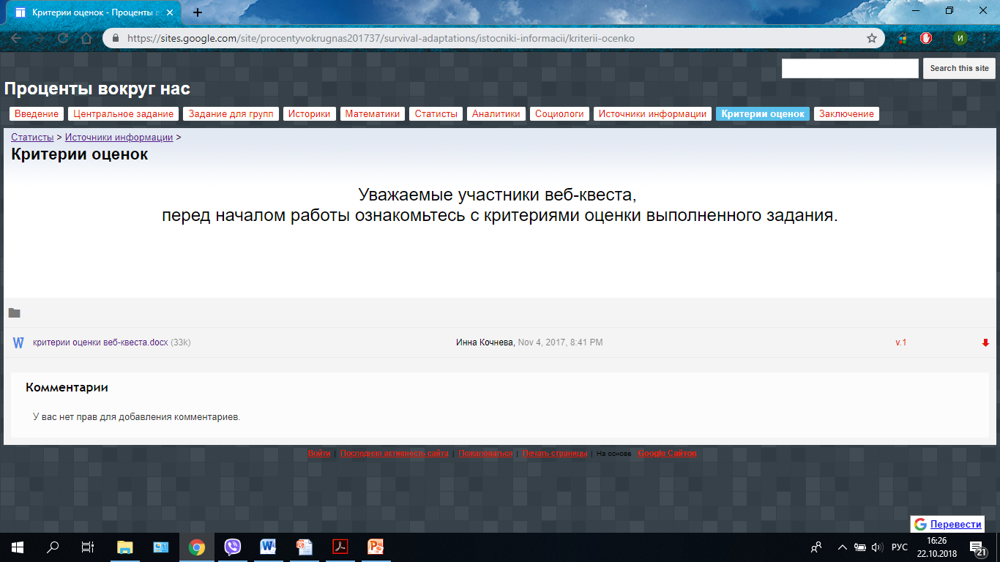 Критерии оценок - Проценты в
https://sites.google.com/site/procentyvokrugnas201737/survival-adaptations/istocniki-informacii/kriterii-ocenko
И
Search this site
Проценты вокруг нас
Введение Центральное задание Задание для групп Историки Математики Статисты Аналитики Социологи Источники информации Критерии оценок Заключение
Статисты > Источники информации >
Критерии оценок
Уважаемые участники веб-квеста,
перед началом работы ознакомьтесь с критериями оценки выполненного задания.
критерии оценки веб-квеста.docx (33k) Инна Кочнева, Nov 4, 2017, 8:41 PM v.1
Комментарии
У вас нет прав для добавления комментариев.
Войти | Последняя активность сайта | Пожаловаться | Печать страницы | На основе Google Сайтов
Перевести
РУС 16:26
22.10.2018 21